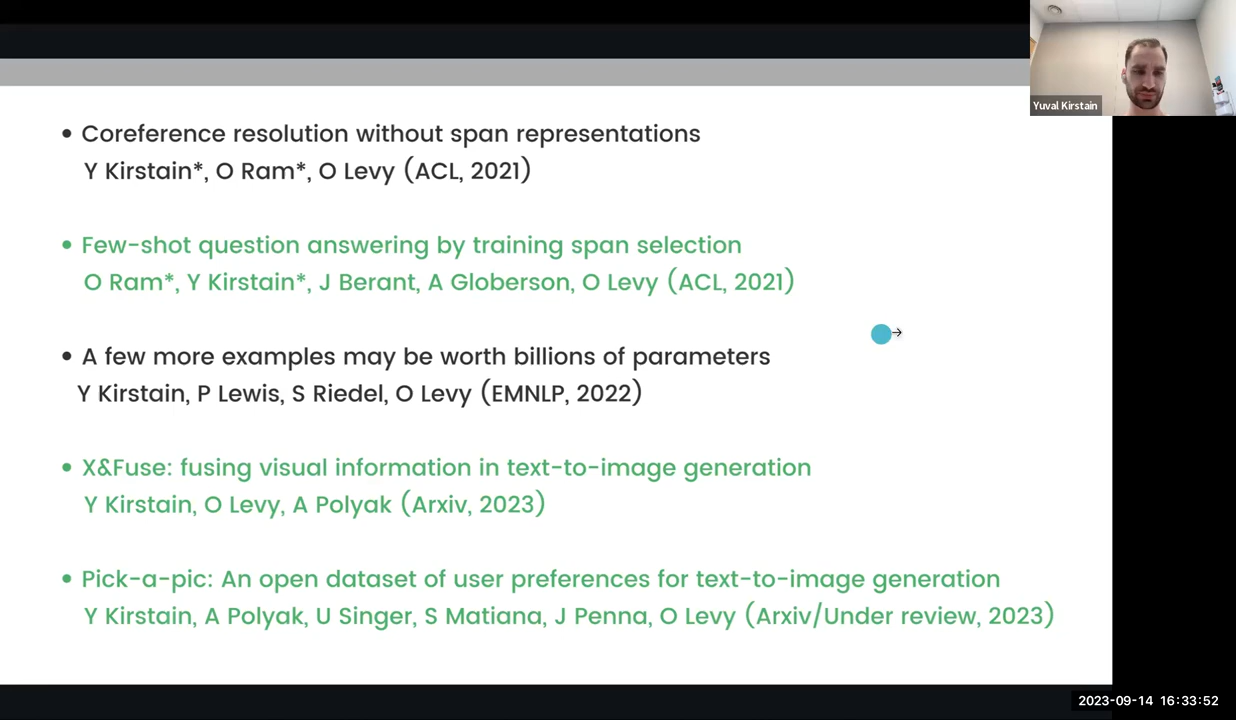 Yuval Kirstain
• Coreference resolution without span representations
Y Kirstain*, O Ram*, O Levy (ACL, 2021)
• Few-shot question answering by training span selection
O Ram*, Y Kirstain*, J Berant, A Globerson, O Levy (ACL, 2021)
• A few more examples may be worth billions of parameters
Y Kirstain, P Lewis, S Riedel, O Levy (EMNLP, 2022)
• X&Fuse: fusing visual information in text-to-image generation
Y Kirstain, O Levy, A Polyak (Arxiv, 2023)
• Pick-a-pic: An open dataset of user preferences for text-to-image generation
Y Kirstain, A Polyak, U Singer, S Matiana, J Penna, O Levy (Arxiv/Under review, 2023)
2023-09-14 16:33:52